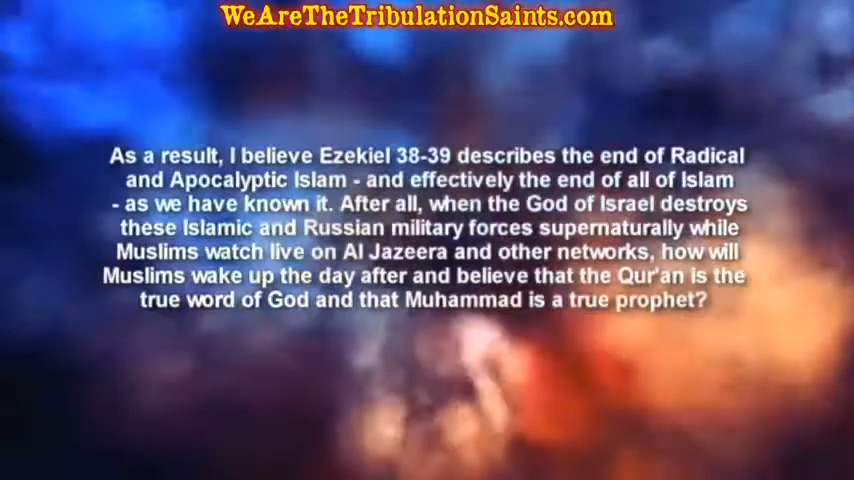 WeAreTheTribulationSaints.com
As a result, I believe Ezekiel 38-39 describes the end of Radical
and Apocalyptic Islam - and effectively the end of all of Islam
- as we have known it. After all, when the God of Israel destroys
these Islamic and Russian military forces supernaturally while
Muslims watch live on Al Jazeera and other networks, how will
Muslims wake up the day after and believe that the Qur'an is the
true word of God and that Muhammad is a true prophet?